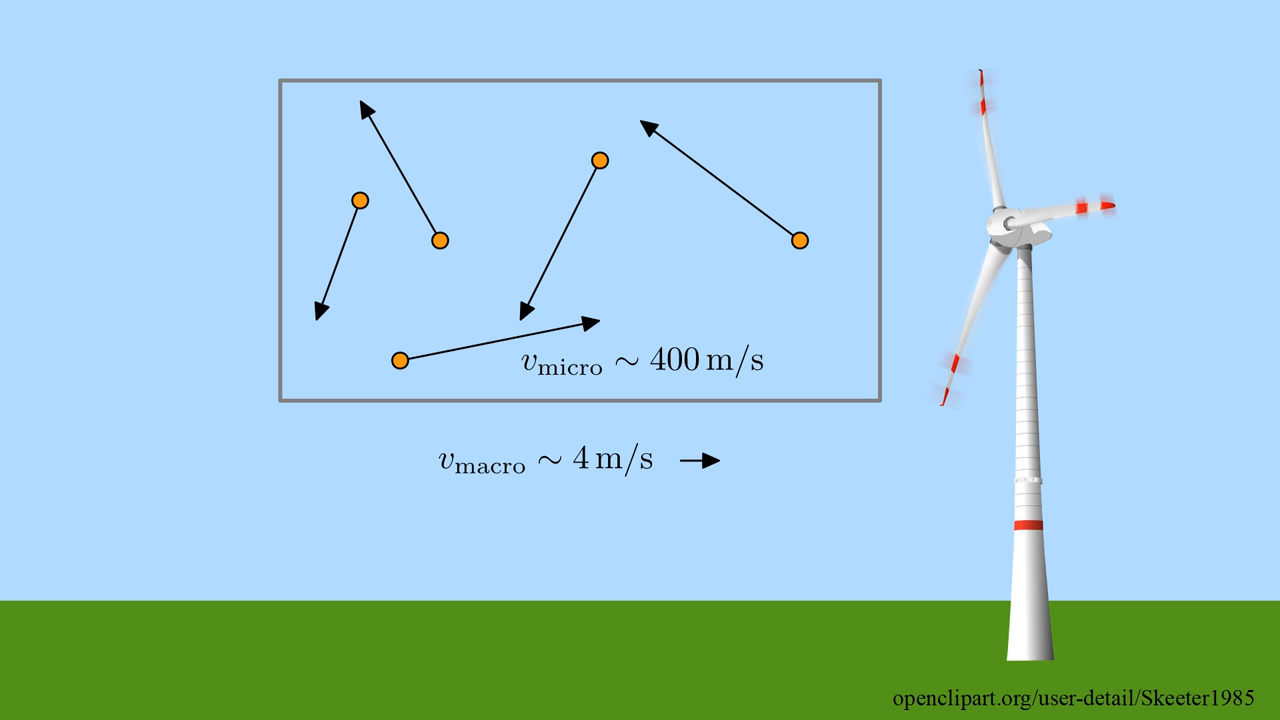 v_micro ~ 400 m/s
v_macro ~ 4 m/s
openclipart.org/user-detail/Skeeter1985